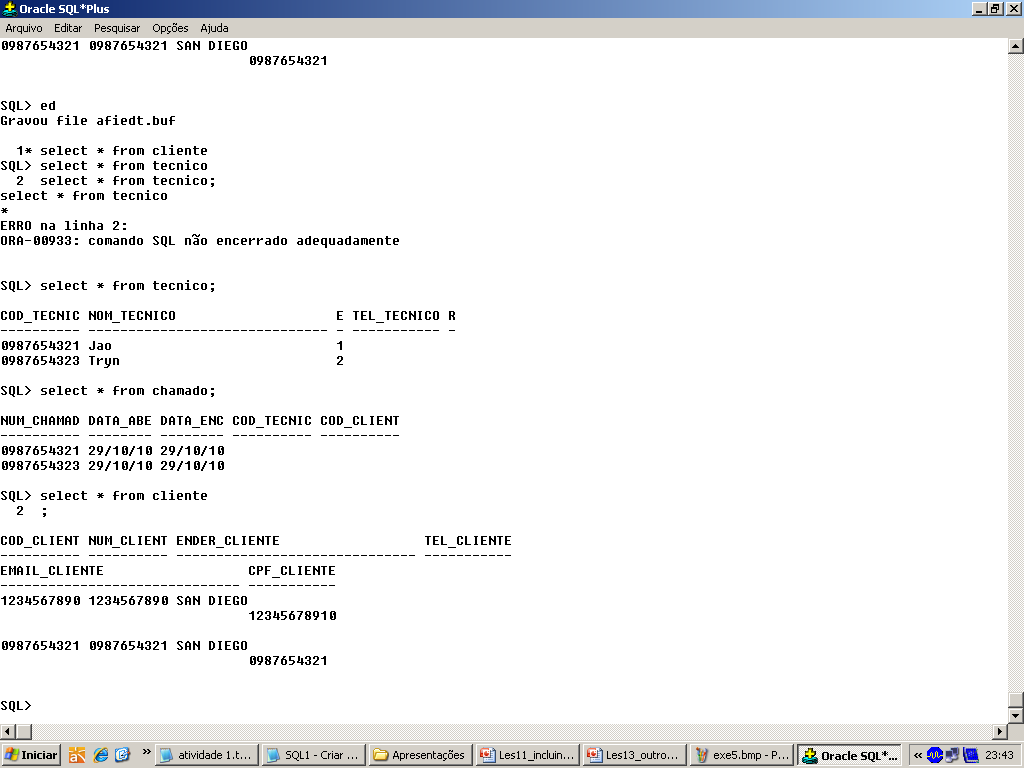 Oracle SQL*Plus
Arquivo Editar Pesquisar Opções Ajuda
0987654321 0987654321 SAN DIEGO
0987654321
SQL> ed
Gravou file afiedt.buf
1* select * from cliente
SQL> select * from tecnico
2 select * from tecnico;
select * from tecnico
*
ERRO na linha 2:
ORA-00933: comando SQL não encerrado adequadamente
SQL> select * from tecnico;
COD_TECNIC NOM_TECNICO E TEL_TECNICO R
---------- ------------------------------ - ----------- -
0987654321 Jao 1
0987654323 Tryn 2
SQL> select * from chamado;
NUM_CHAMAD DATA_ABE DATA_ENC COD_TECNIC COD_CLIENT
---------- -------- -------- ---------- ----------
0987654321 29/10/10 29/10/10
0987654323 29/10/10 29/10/10
SQL> select * from cliente
2 ;
COD_CLIENT NUM_CLIENT ENDER_CLIENTE TEL_CLIENTE
---------- ---------- ------------------------------ -----------
EMAIL_CLIENTE CPF_CLIENTE
------------------------------ -----------
1234567890 1234567890 SAN DIEGO
12345678910
0987654321 0987654321 SAN DIEGO
0987654321
SQL>
Iniciar » atividade 1.t... SQL1 - Criar ... Apresentações Les11_incluin... Les13_outro... exe5.bmp - P... Oracle SQL*... « 23:43